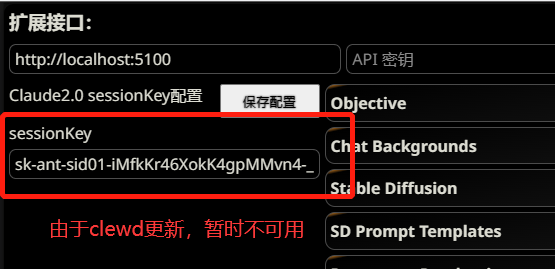 扩展接口：
http://localhost:5100
API 密钥
Claude2.0 sessionKey配置
保存配置
Objective
sessionKey
Chat Backgrounds
sk-ant-sid01-iMfkKr46XokK4gpMMvn4-_
Stable Diffusion
由于clewd更新，暂时不可用
SD Prompt Templates